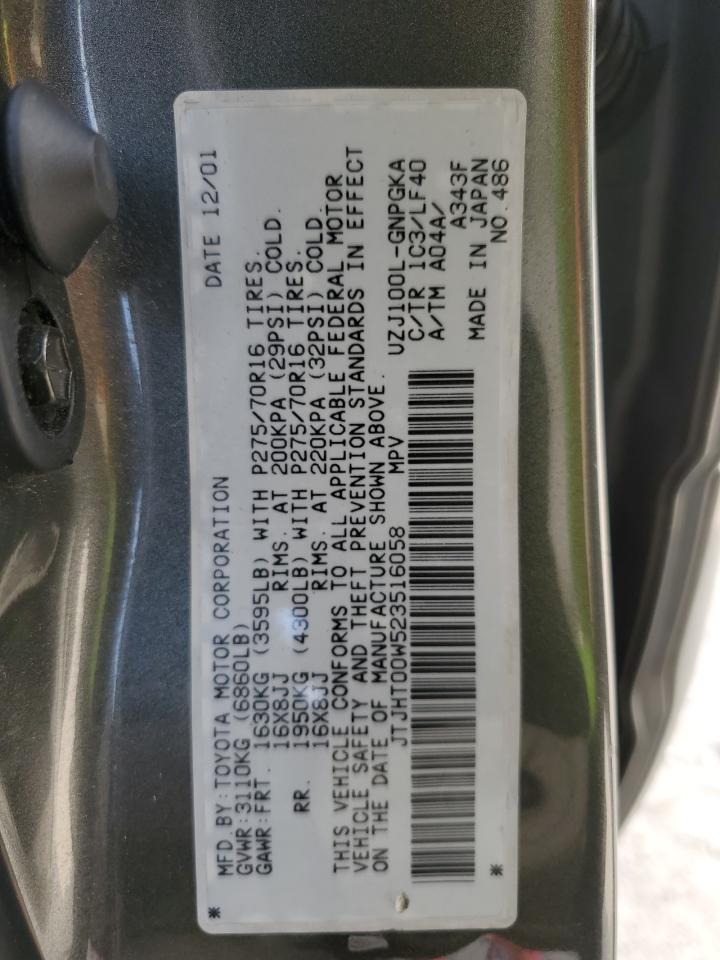 MFD.BY:TOYOTA MOTOR CORPORATION DATE 12/01
GVWR:3110KG (6860LB)
GAWR:FRT. 1630KG (3595LB) WITH P275/70R16 TIRES.
16X8JJ RIMS. AT 200KPA (29PSI) COLD.
RR. 1950KG (4300LB) WITH P275/70R16 TIRES.
16X8JJ RIMS. AT 220KPA (32PSI) COLD.
THIS VEHICLE CONFORMS TO ALL APPLICABLE FEDERAL MOTOR
VEHICLE SAFETY AND THEFT PREVENTION STANDARDS IN EFFECT
ON THE DATE OF MANUFACTURE SHOWN ABOVE.
JTJHT00W523516058 MPV
UZJ100L-GNPGKA
C/TR 1C3/LF40
A/TM A04A/
A343F
MADE IN JAPAN
* * NO.486